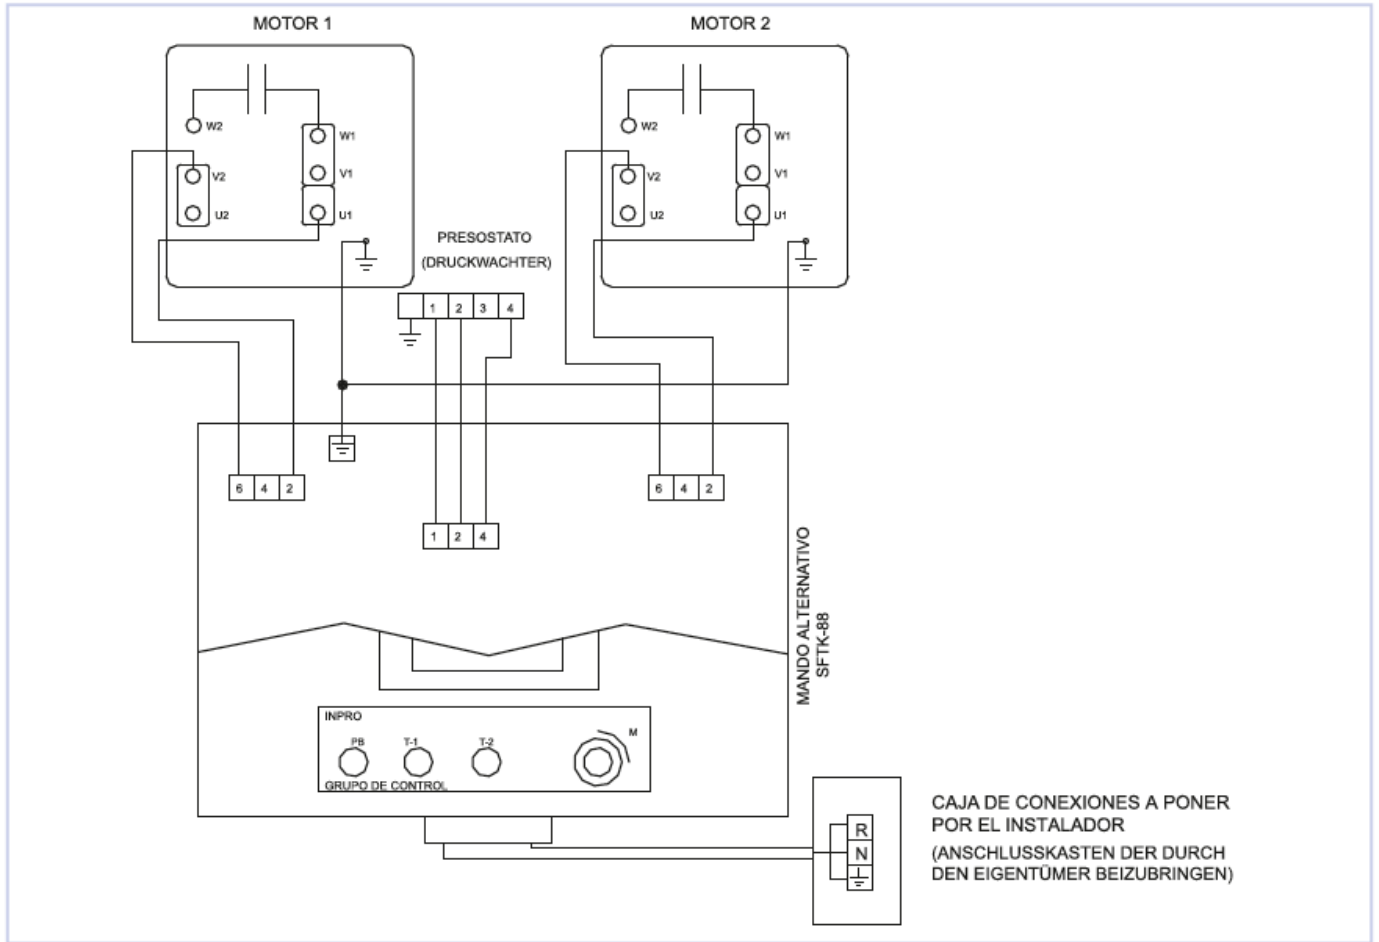 MOTOR 1
MOTOR 2
W2
W1
V2
V1
U2
U1
W2
W1
V2
V1
U2
U1
PRESOSTATO
(DRUCKWACHTER)
1 2 3 4
6 4 2
6 4 2
1 2 4
MANDO ALTERNATIVO
SFTK-88
INPRO
PB T-1 T-2 M
GRUPO DE CONTROL
R
N
CAJA DE CONEXIONES A PONER
POR EL INSTALADOR
(ANSCHLUSSKASTEN DER DURCH
DEN EIGENTÜMER BEIZUBRINGEN)